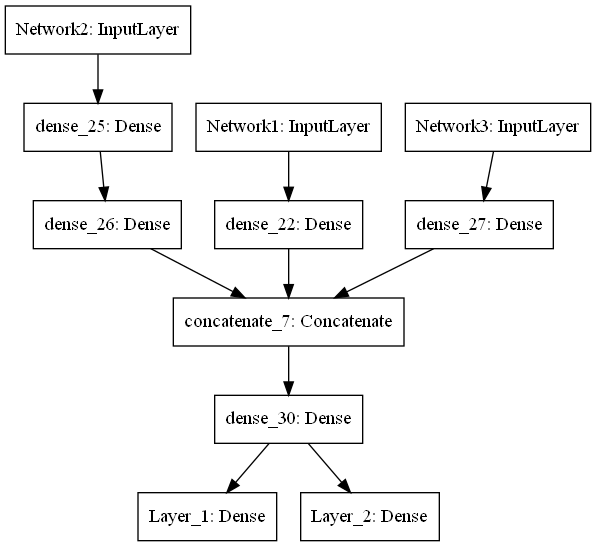 Network2: InputLayer
dense_25: Dense
Network1: InputLayer
Network3: InputLayer
dense_26: Dense
dense_22: Dense
dense_27: Dense
concatenate_7: Concatenate
dense_30: Dense
Layer_1: Dense
Layer_2: Dense